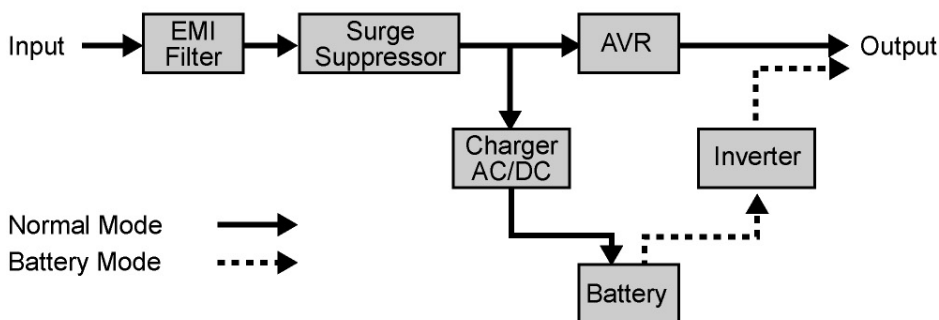 Input
EMI
Filter
Surge
Suppressor
AVR
Output
Charger
AC/DC
Inverter
Normal Mode
Battery Mode
Battery